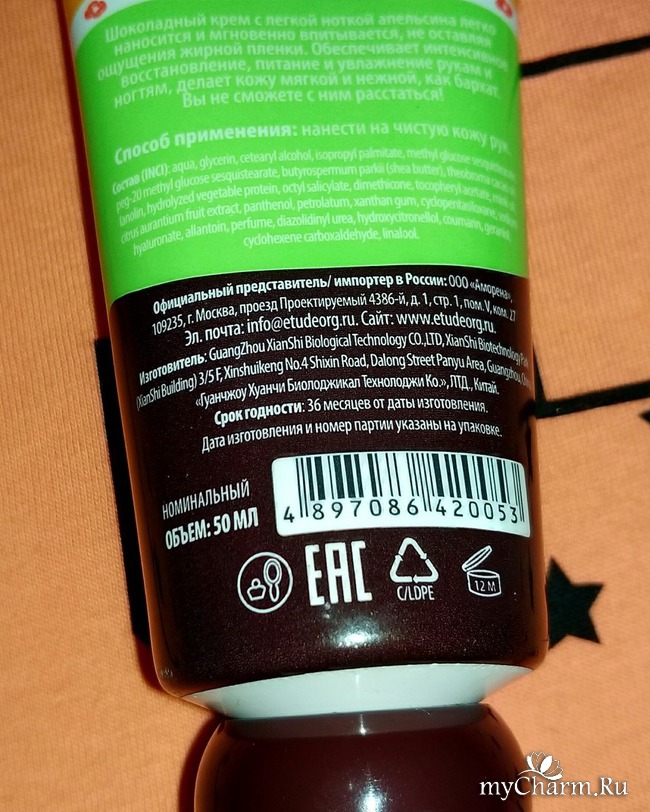 Шоколадный крем с легкой ноткой апельсина легко
наносится и мгновенно впитывается, не оставляя
ощущения жирной пленки. Обеспечивает интенсивное
восстановление, питание и увлажнение рукам и
ногтям, делает кожу мягкой и нежной, как бархат.
Вы не сможете с ним расстаться!
Способ применения: нанести на чистую кожу рук.
Состав (INCI): aqua, glycerin, cetearyl alcohol, isopropyl palmitate, methyl glucose
peg-20 methyl glucose sesquistearate, butyrospermum parkii (shea butter), theobroma cacao
lanolin, hydrolyzed vegetable protein, octyl salicylate, dimethicone, tocopheryl acetate,
citrus aurantium fruit extract, panthenol, petrolatum, xanthan gum, cyclopentasiloxane,
hyaluronate, allantoin, perfume, diazolidinyl urea, hydroxycitronellol, coumarin, geraniol,
cyclohexene carboxaldehyde, linalool.
Официальный представитель/ импортер в России: ООО «Аморена»,
109235, г. Москва, проезд Проектируемый 4386-й, д. 1, стр. 1, пом. V, ком. 27
Эл. почта: info@etudeorg.ru. Сайт: www.etudeorg.ru.
Изготовитель: GuangZhou XianShi Biological Technology CO.,LTD, XianShi Biotechnology Park
(XianShi Building) 3/5 F, Xinshuikeng No.4 Shixin Road, Dalong Street Panyu Area, Guangzhou, China
«Гуанчжоу Хуанчи Биолоджикал Технолоджи Ко.», ЛТД., Китай.
Срок годности: 36 месяцев от даты изготовления.
Дата изготовления и номер партии указаны на упаковке.
НОМИНАЛЬНЫЙ
ОБЪЕМ: 50 МЛ
4 897086 420053
EAC
C/LDPE
12 M
myCharm.Ru